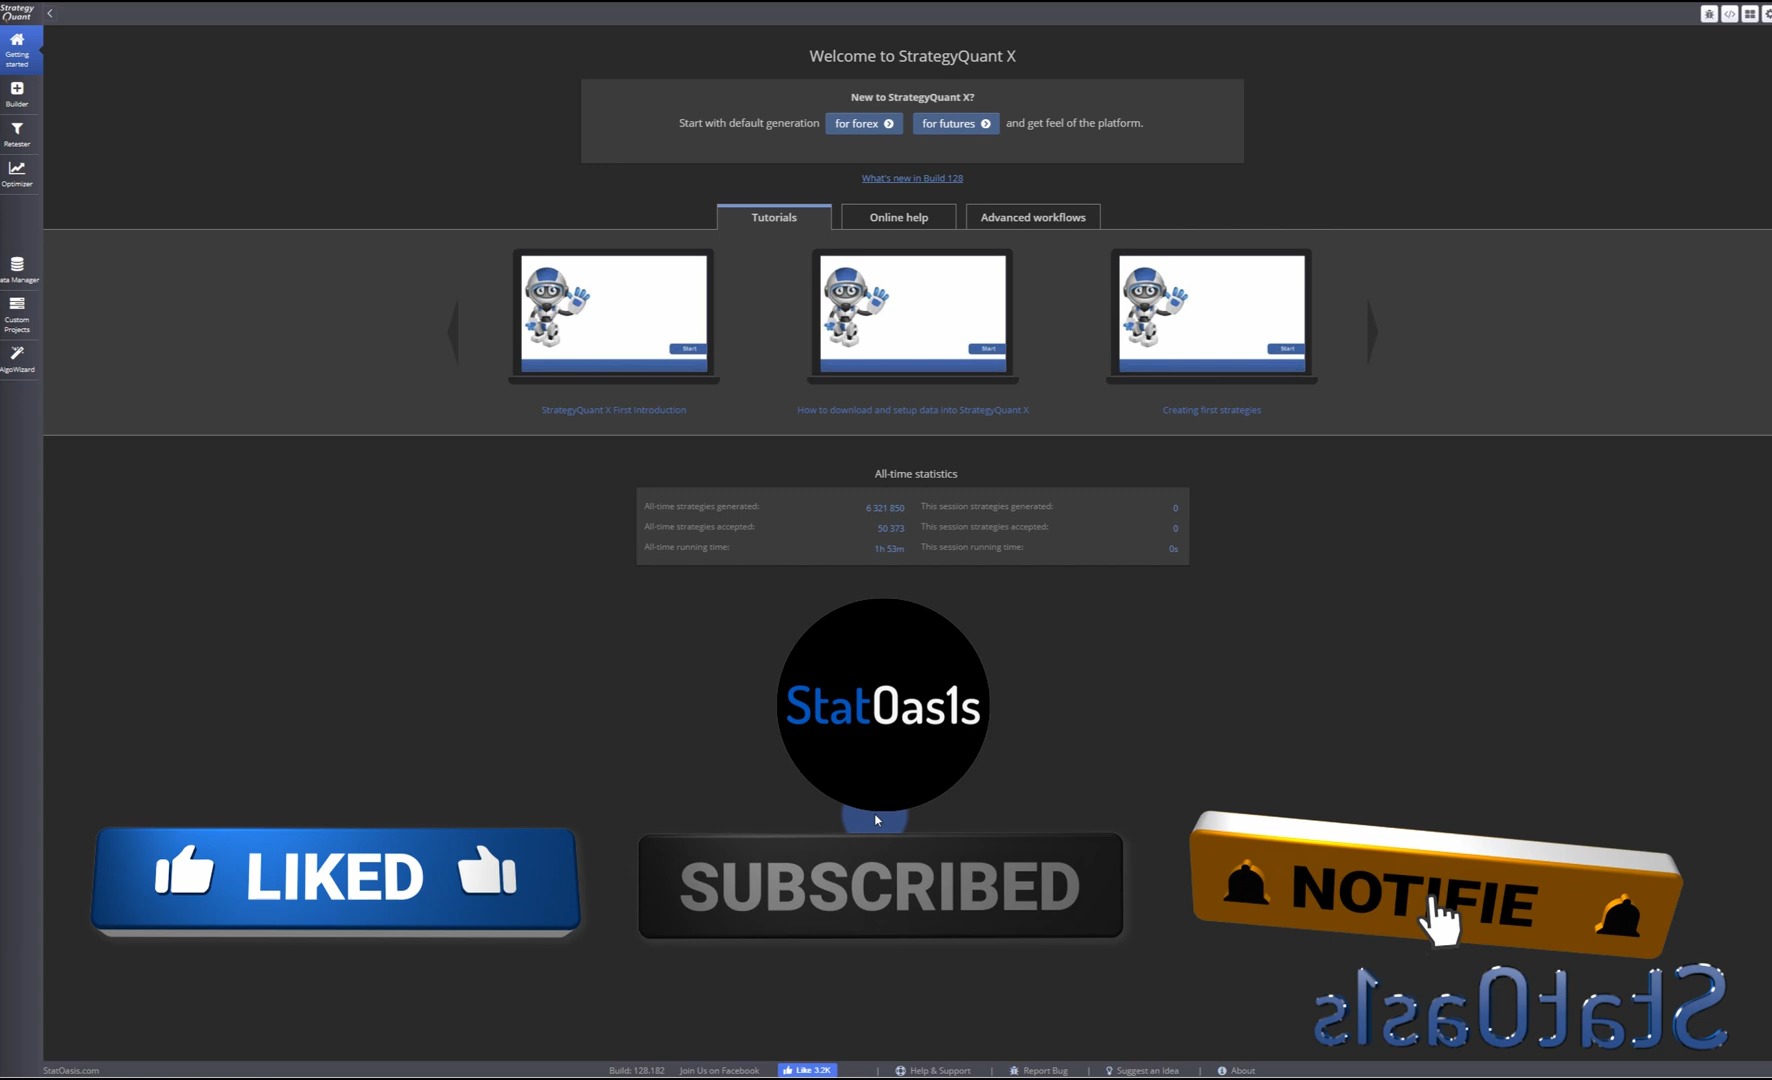 Strategy
Quant
Getting
started
Builder
Retester
Optimizer
ata Manager
Custom
Projects
AlgoWizard
Welcome to StrategyQuant X
New to StrategyQuant X?
Start with default generation for forex for futures and get feel of the platform.
What's new in Build 128
Tutorials Online help Advanced workflows
Start Start Start
StrategyQuant X First Introduction How to download and setup data into StrategyQuant X Creating first strategies
All-time statistics
All-time strategies generated: 6 321 850 This session strategies generated: 0
All-time strategies accepted: 50 373 This session strategies accepted: 0
All-time running time: 1h 53m This session running time: 0s
StatOas1s
LIKED SUBSCRIBED NOTIFIE
StatOas1s
StatOasis.com Build: 128.182 Join Us on Facebook Like 3.2K | Help & Support | Report Bug | Suggest an Idea | About